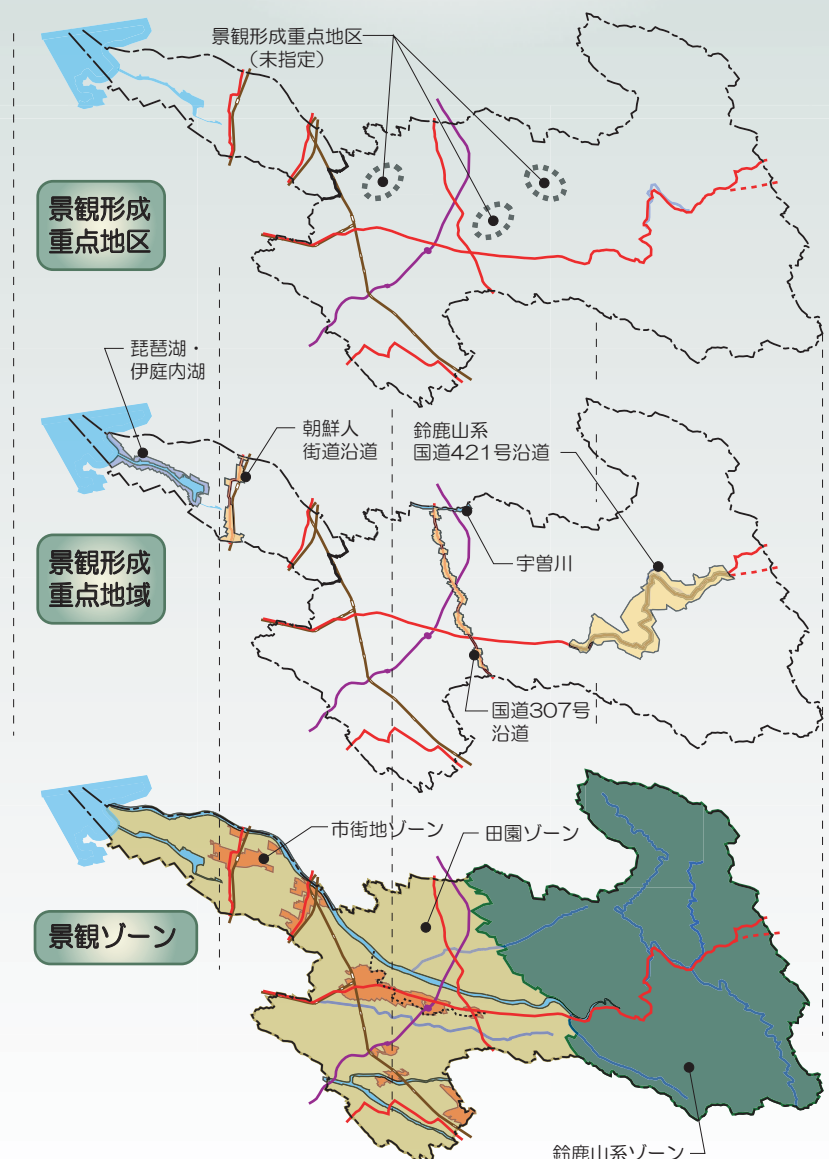 景観形成重点地区
（未指定）
景観形成
重点地区
琵琶湖・
伊庭内湖
朝鮮人
街道沿道
鈴鹿山系
国道421号沿道
景観形成
重点地域
宇曽川
国道307号
沿道
市街地ゾーン
田園ゾーン
景観ゾーン
鈴鹿山系ゾーン